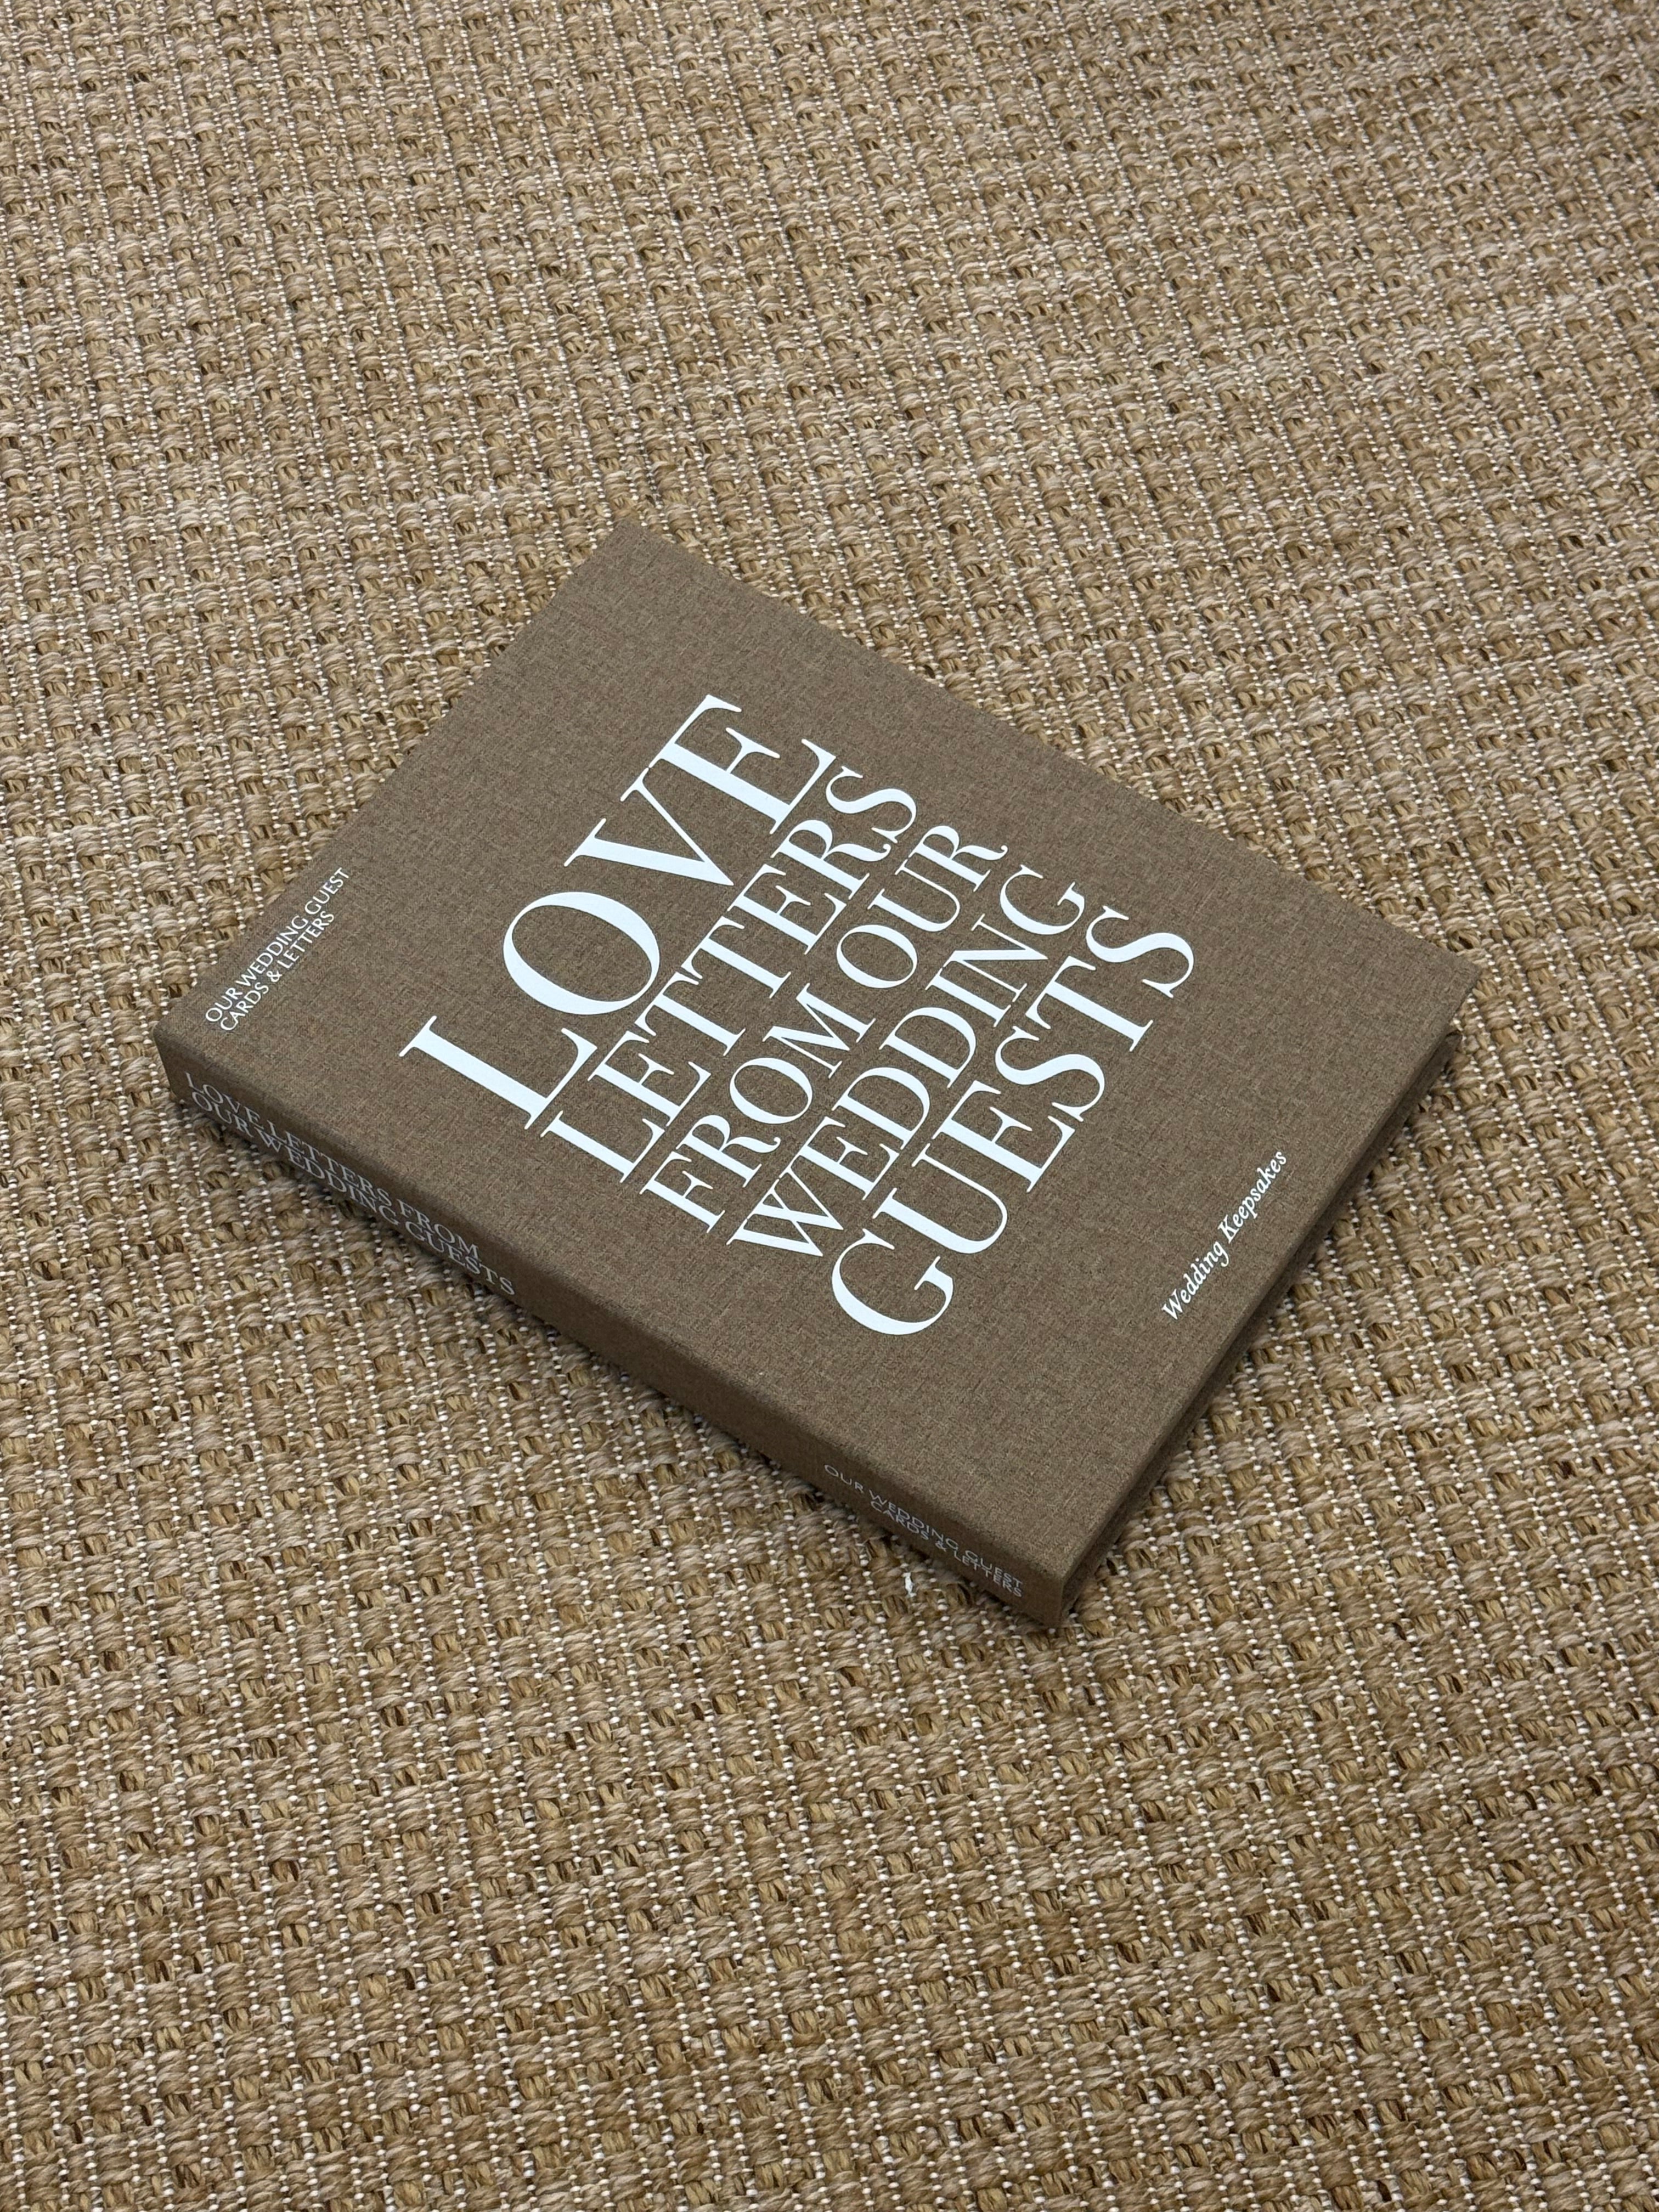 OUR WEDDING GUEST
CARDS & LETTERS
LOVE
LETTERS
FROM OUR
WEDDING
GUESTS
Wedding Keepsakes
LOVE LETTERS FROM
OUR WEDDING GUESTS
OUR WEDDING GUEST
CARDS & LETTERS